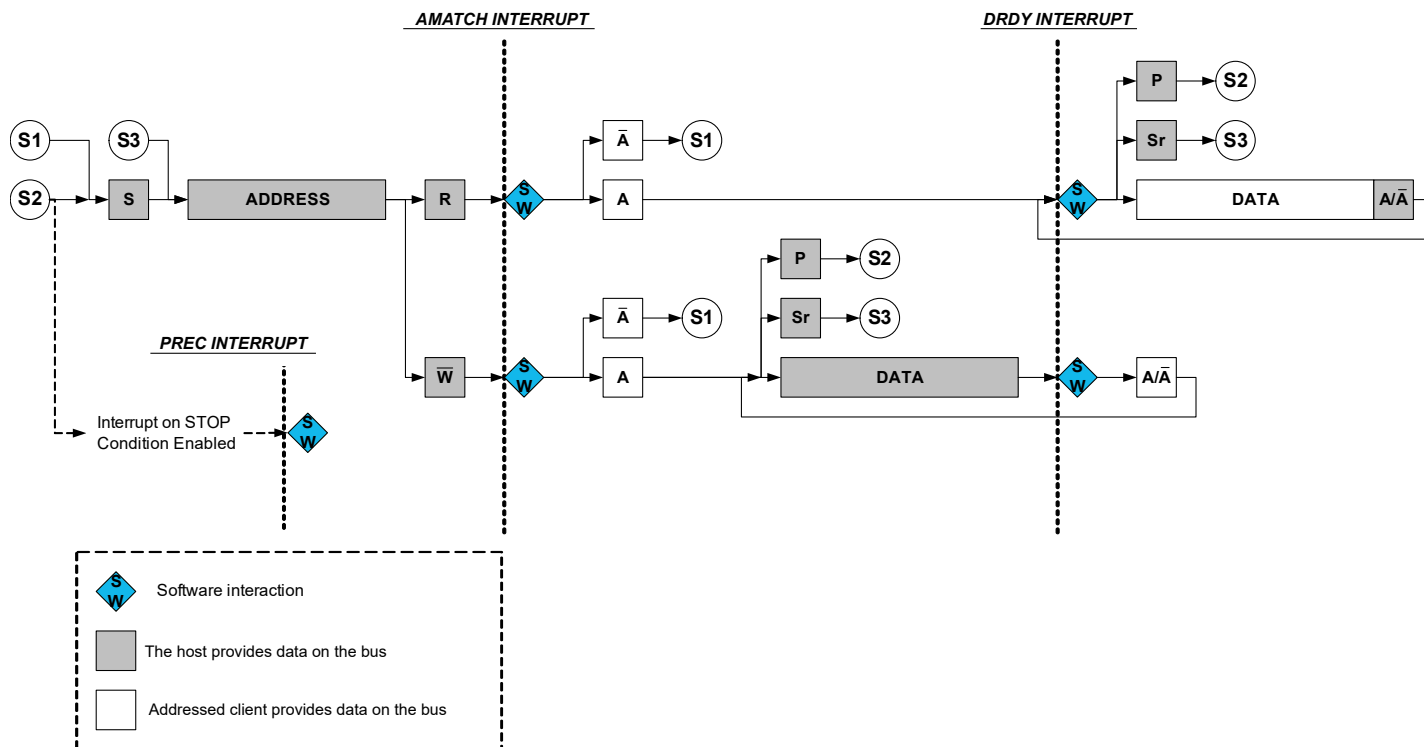 AMATCH INTERRUPT
DRDY INTERRUPT
P
S2
S1
S3
A̅
S1
Sr
S3
S2
S
ADDRESS
R
S
W
A
S
W
DATA
A/A̅
P
S2
A̅
S1
Sr
S3
PREC INTERRUPT
W̅
S
W
A
DATA
S
W
A/A̅
Interrupt on STOP
Condition Enabled
S
W
S
W
Software interaction
The host provides data on the bus
Addressed client provides data on the bus